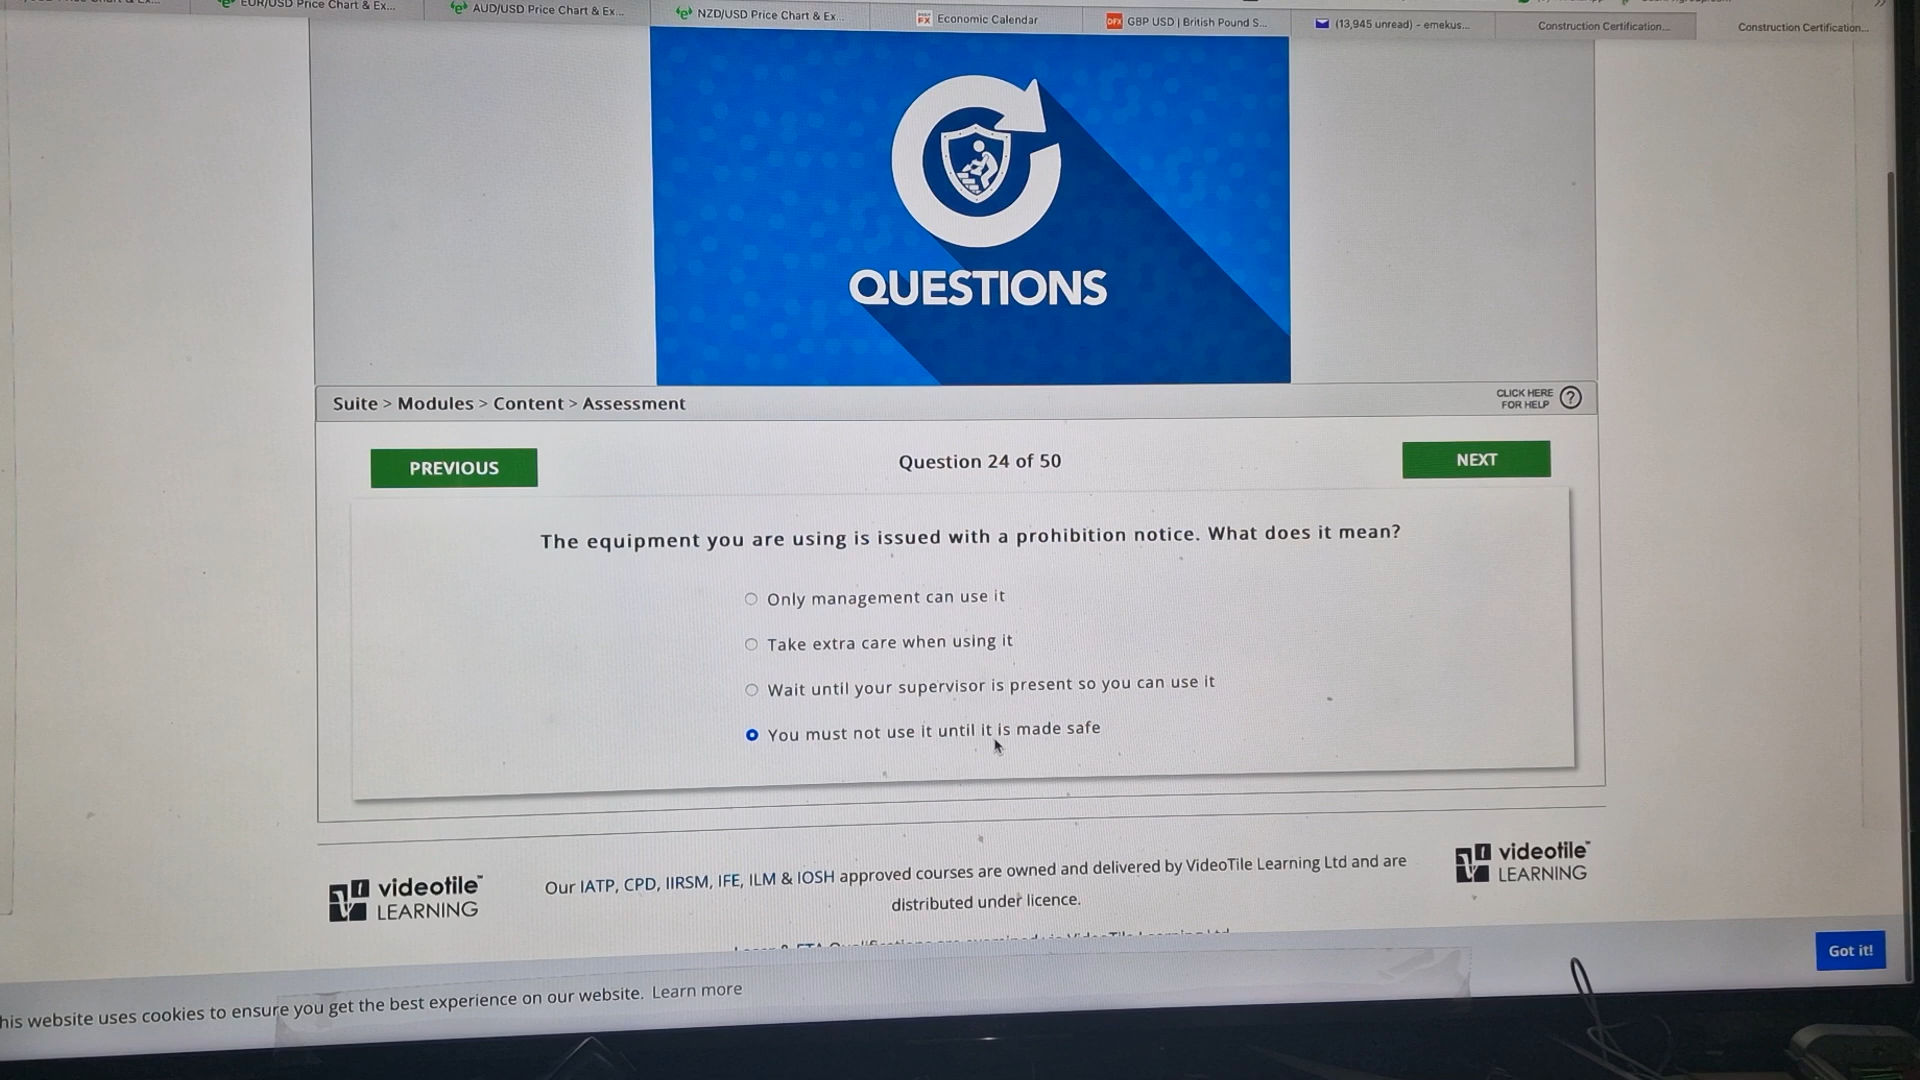 EUR/USD Price Chart & Ex...
AUD/USD Price Chart & Ex...
NZD/USD Price Chart & Ex...
Economic Calendar
GBP USD | British Pound S...
(13,945 unread) - emekus...
Construction Certification...
Construction Certification...
QUESTIONS
Suite > Modules > Content > Assessment
CLICK HERE
FOR HELP
?
PREVIOUS
Question 24 of 50
NEXT
The equipment you are using is issued with a prohibition notice. What does it mean?
Only management can use it
Take extra care when using it
Wait until your supervisor is present so you can use it
You must not use it until it is made safe
videotile™
LEARNING
Our IATP, CPD, IIRSM, IFE, ILM & IOSH approved courses are owned and delivered by VideoTile Learning Ltd and are
distributed under licence.
videotile™
LEARNING
Got it!
his website uses cookies to ensure you get the best experience on our website. Learn more